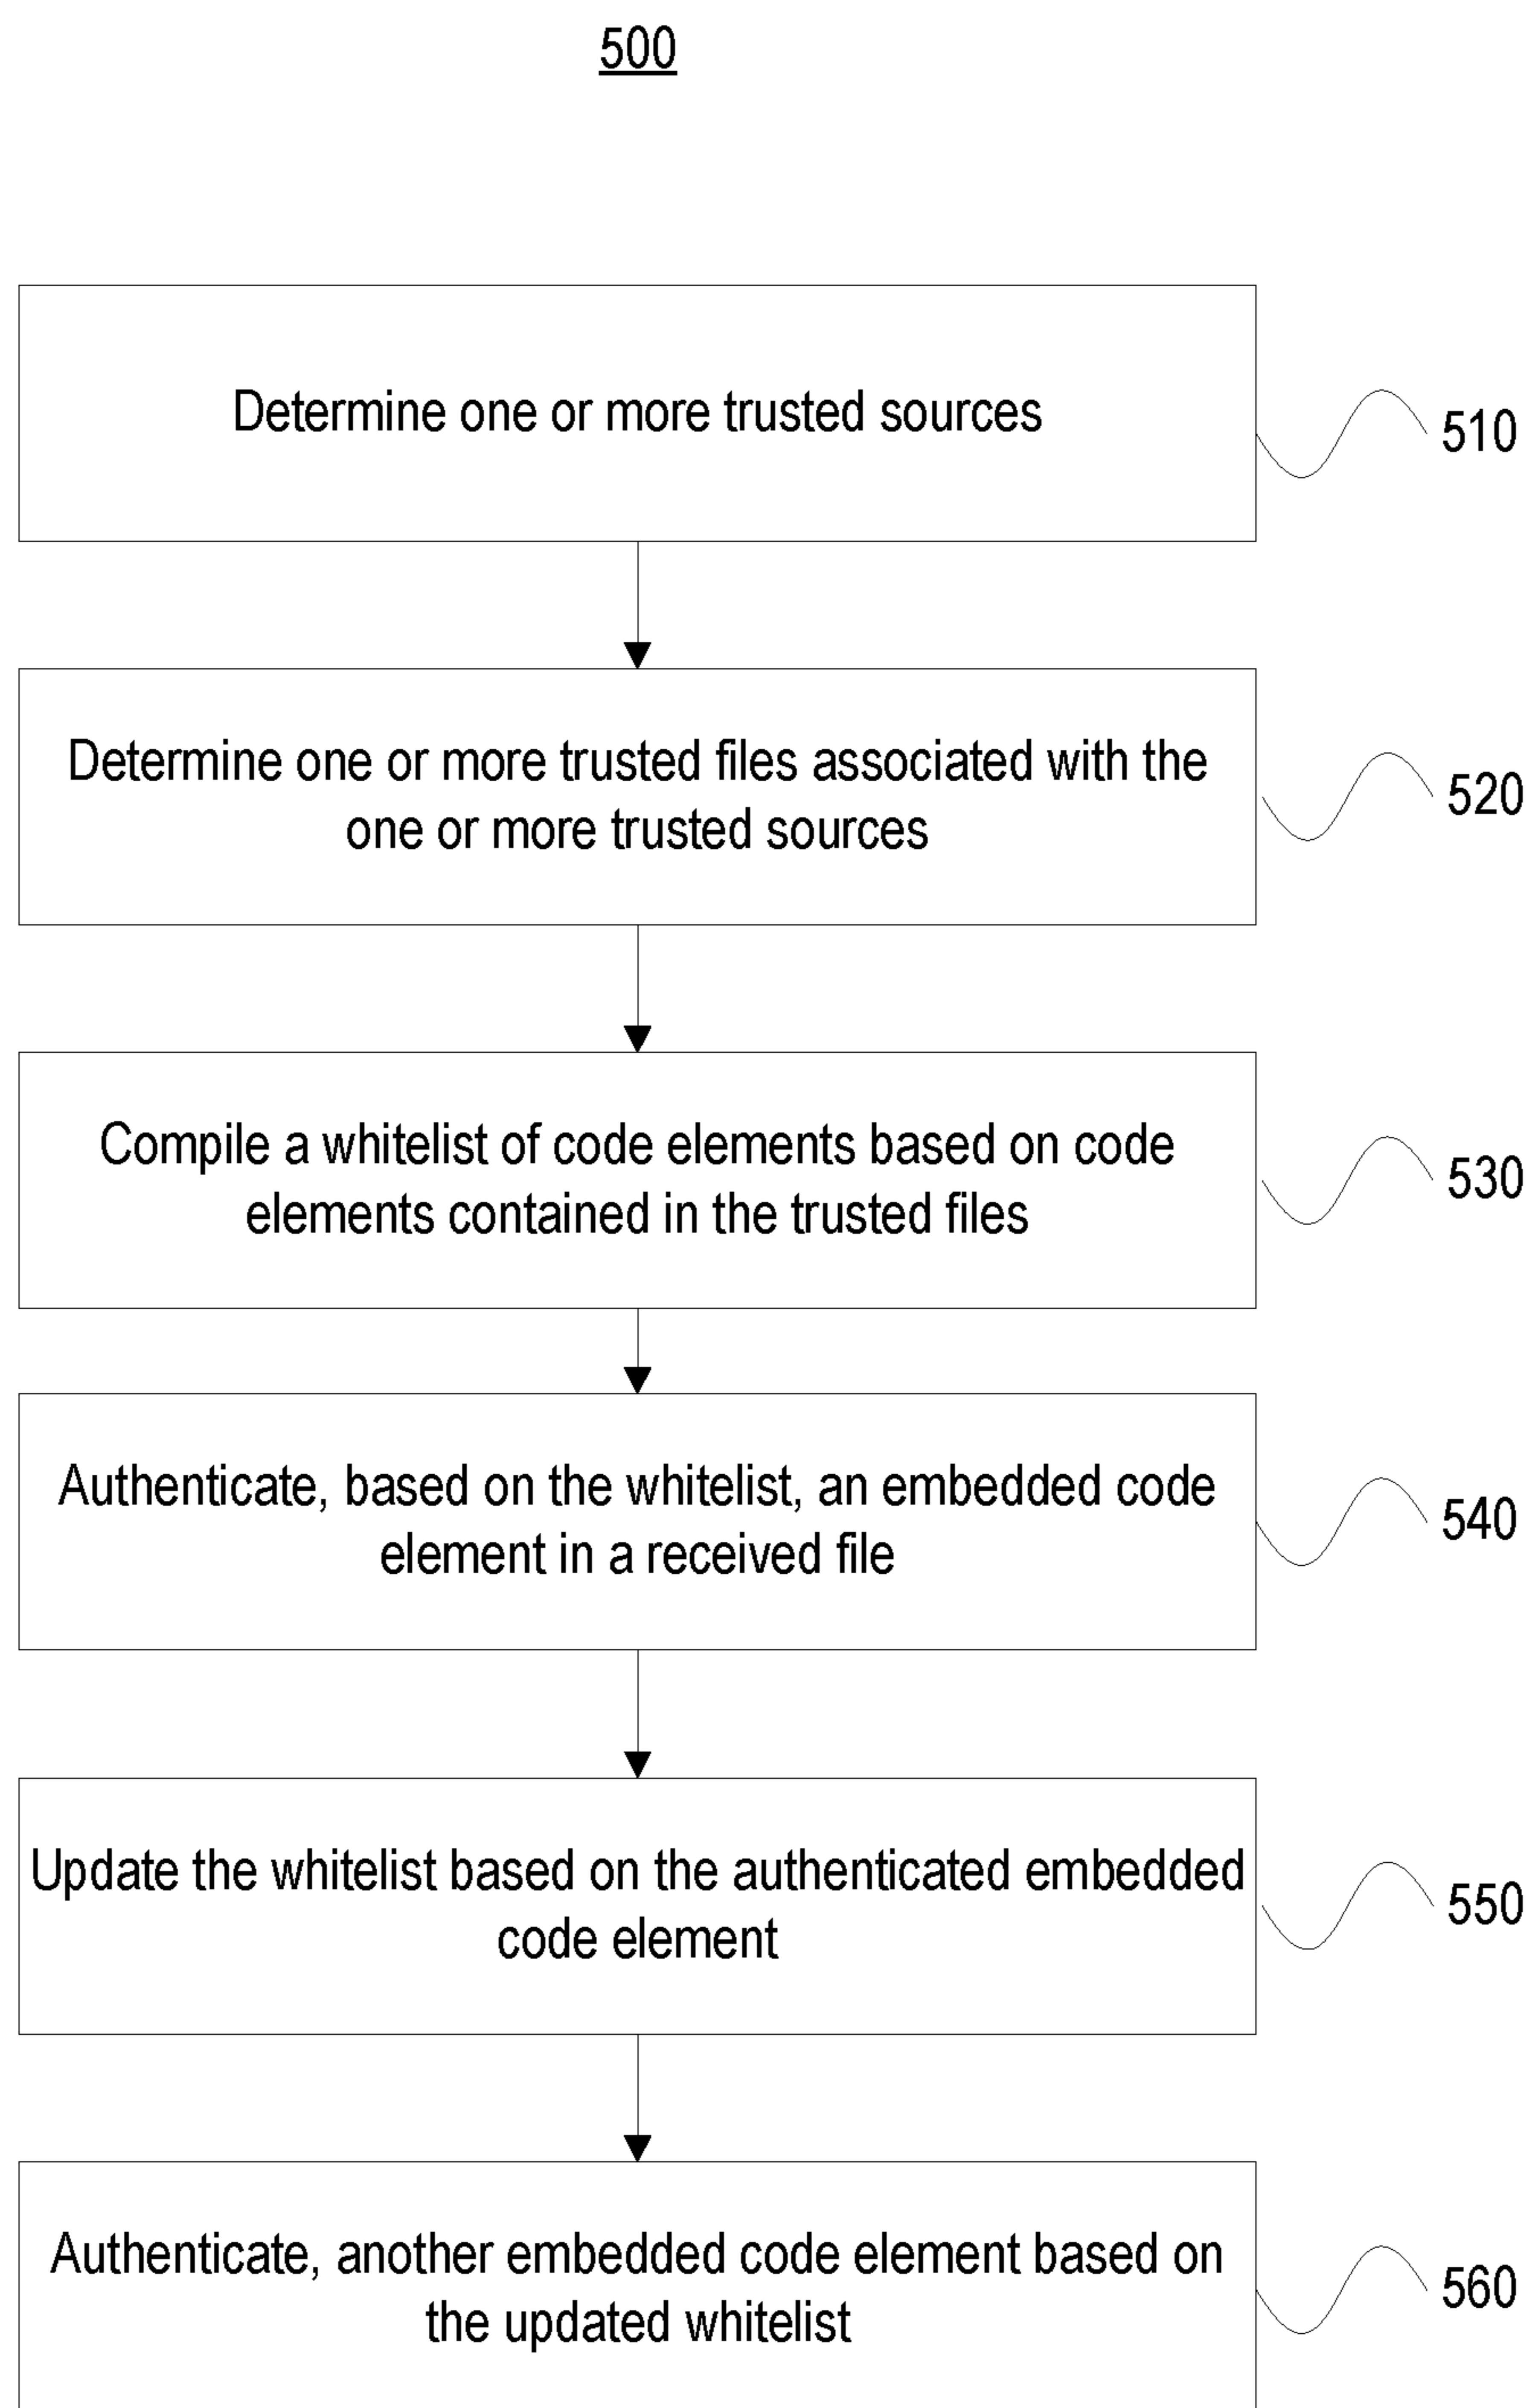 500
Determine one or more trusted sources
510
Determine one or more trusted files associated with the
one or more trusted sources
520
Compile a whitelist of code elements based on code
elements contained in the trusted files
530
Authenticate, based on the whitelist, an embedded code
element in a received file
540
Update the whitelist based on the authenticated embedded
code element
550
Authenticate, another embedded code element based on
the updated whitelist
560